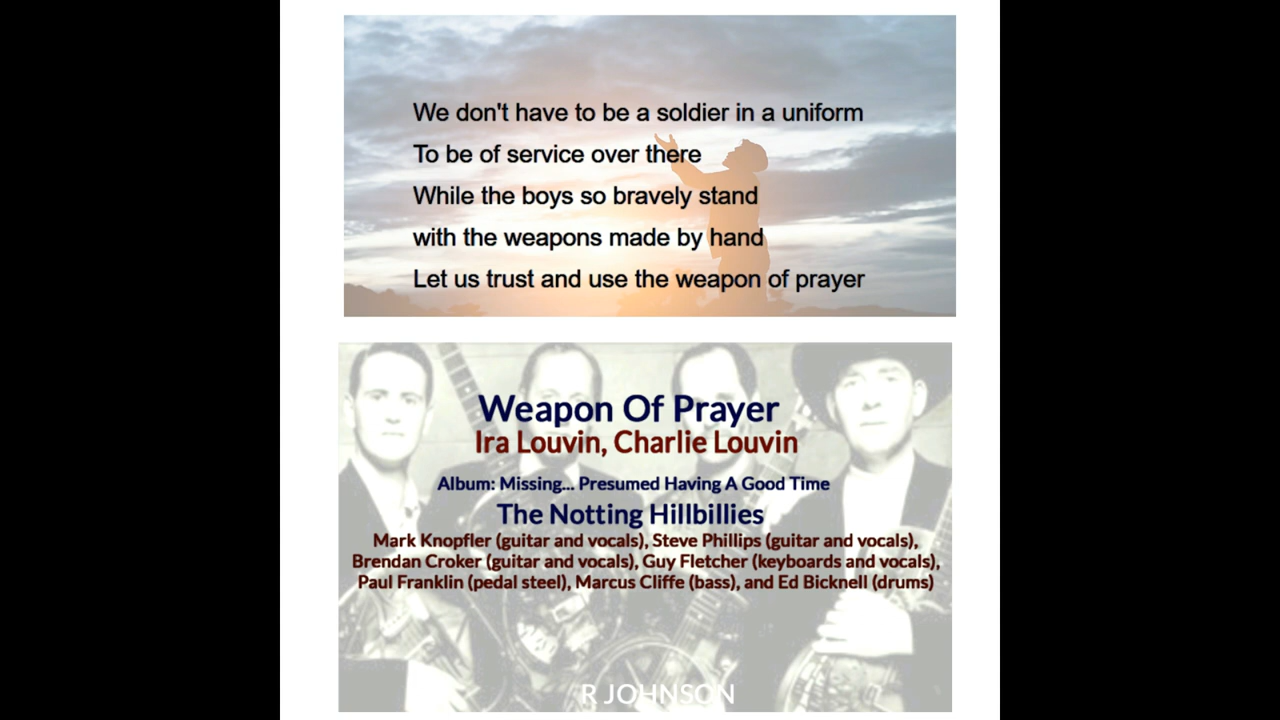 We don't have to be a soldier in a uniform
To be of service over there
While the boys so bravely stand
with the weapons made by hand
Let us trust and use the weapon of prayer
Weapon Of Prayer
Ira Louvin, Charlie Louvin
Album: Missing... Presumed Having A Good Time
The Notting Hillbillies
Mark Knopfler (guitar and vocals), Steve Phillips (guitar and vocals),
Brendan Croker (guitar and vocals), Guy Fletcher (keyboards and vocals),
Paul Franklin (pedal steel), Marcus Cliffe (bass), and Ed Bicknell (drums)
R JOHNSON